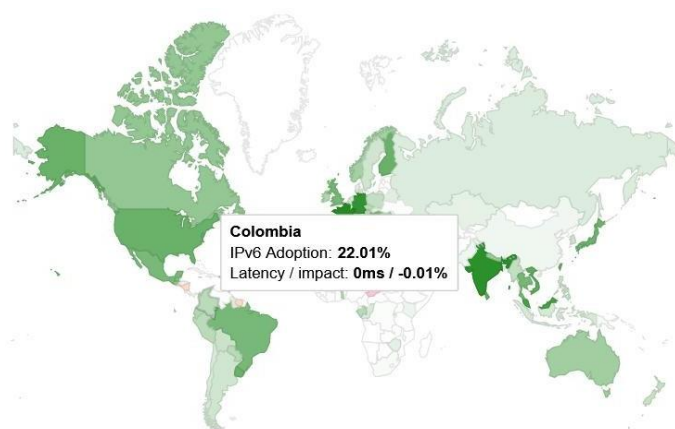 Colombia
IPv6 Adoption: 22.01%
Latency / impact: 0ms / -0.01%